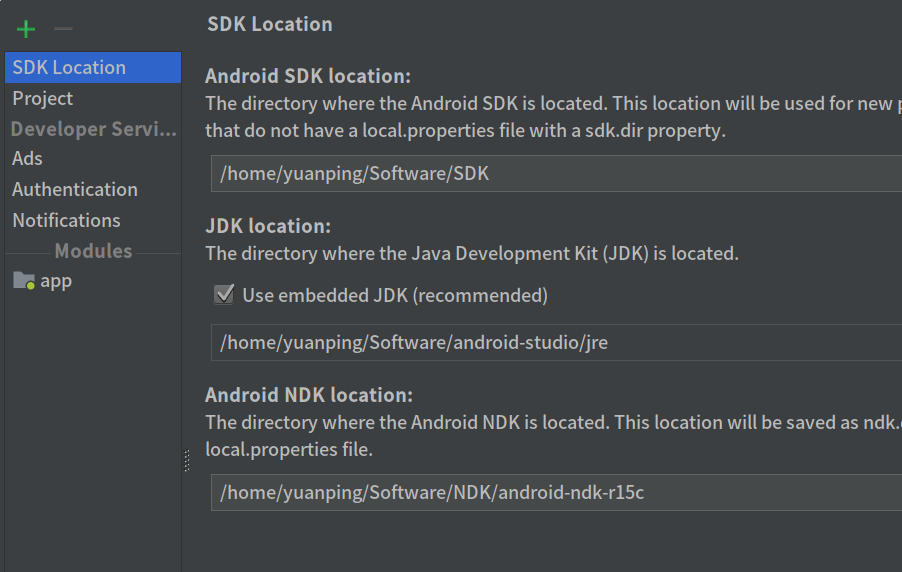 SDK Location
SDK Location
Project
Developer Servi...
Ads
Authentication
Notifications
Modules
app
Android SDK location:
The directory where the Android SDK is located. This location will be used for new
that do not have a local.properties file with a sdk.dir property.
/home/yuanping/Software/SDK
JDK location:
The directory where the Java Development Kit (JDK) is located.
Use embedded JDK (recommended)
/home/yuanping/Software/android-studio/jre
Android NDK location:
The directory where the Android NDK is located. This location will be saved as ndk.
local.properties file.
/home/yuanping/Software/NDK/android-ndk-r15c